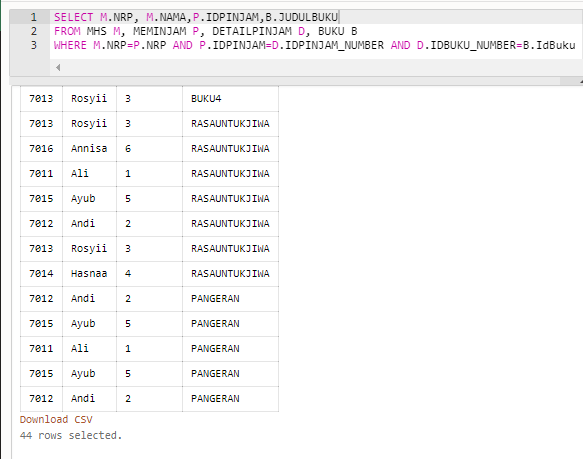 1 SELECT M.NRP, M.NAMA,P.IDPINJAM,B.JUDULBUKU
2 FROM MHS M, MEMINJAM P, DETAILPINJAM D, BUKU B
3 WHERE M.NRP=P.NRP AND P.IDPINJAM=D.IDPINJAM_NUMBER AND D.IDBUKU_NUMBER=B.IdBuku
7013 Rosyii 3 BUKU4
7013 Rosyii 3 RASAUNTUKJIWA
7016 Annisa 6 RASAUNTUKJIWA
7011 Ali 1 RASAUNTUKJIWA
7015 Ayub 5 RASAUNTUKJIWA
7012 Andi 2 RASAUNTUKJIWA
7013 Rosyii 3 RASAUNTUKJIWA
7014 Hasnaa 4 RASAUNTUKJIWA
7012 Andi 2 PANGERAN
7015 Ayub 5 PANGERAN
7011 Ali 1 PANGERAN
7015 Ayub 5 PANGERAN
7012 Andi 2 PANGERAN
Download CSV
44 rows selected.